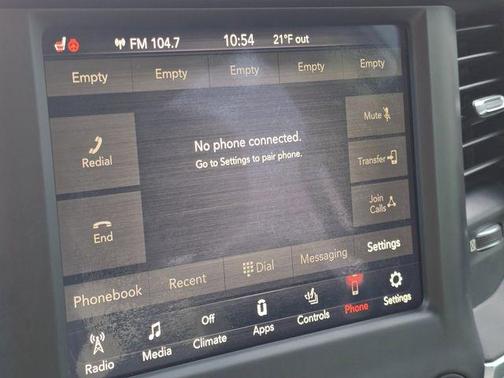 FM 104.7 10:54 21°F out
Empty Empty Empty Empty Empty
Redial
No phone connected.
Go to Settings to pair phone.
Mute
Transfer
End
Join
Calls
Phonebook Recent Dial Messaging Settings
Radio Media Off
Climate Apps Controls Phone Settings